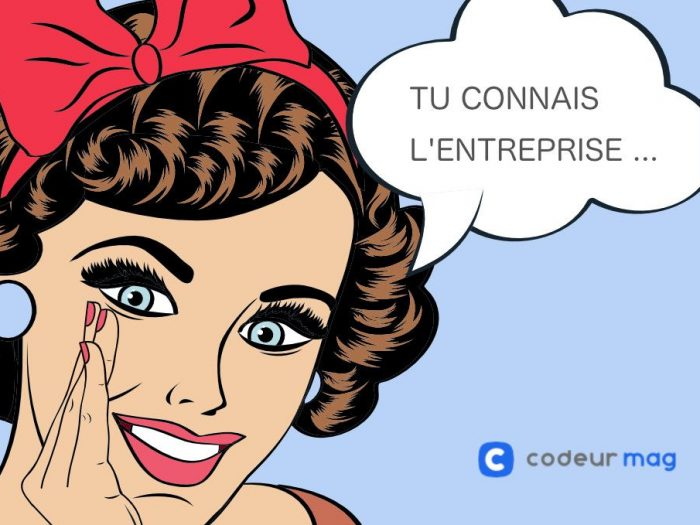 TU CONNAIS
L'ENTREPRISE ...
C codeur mag